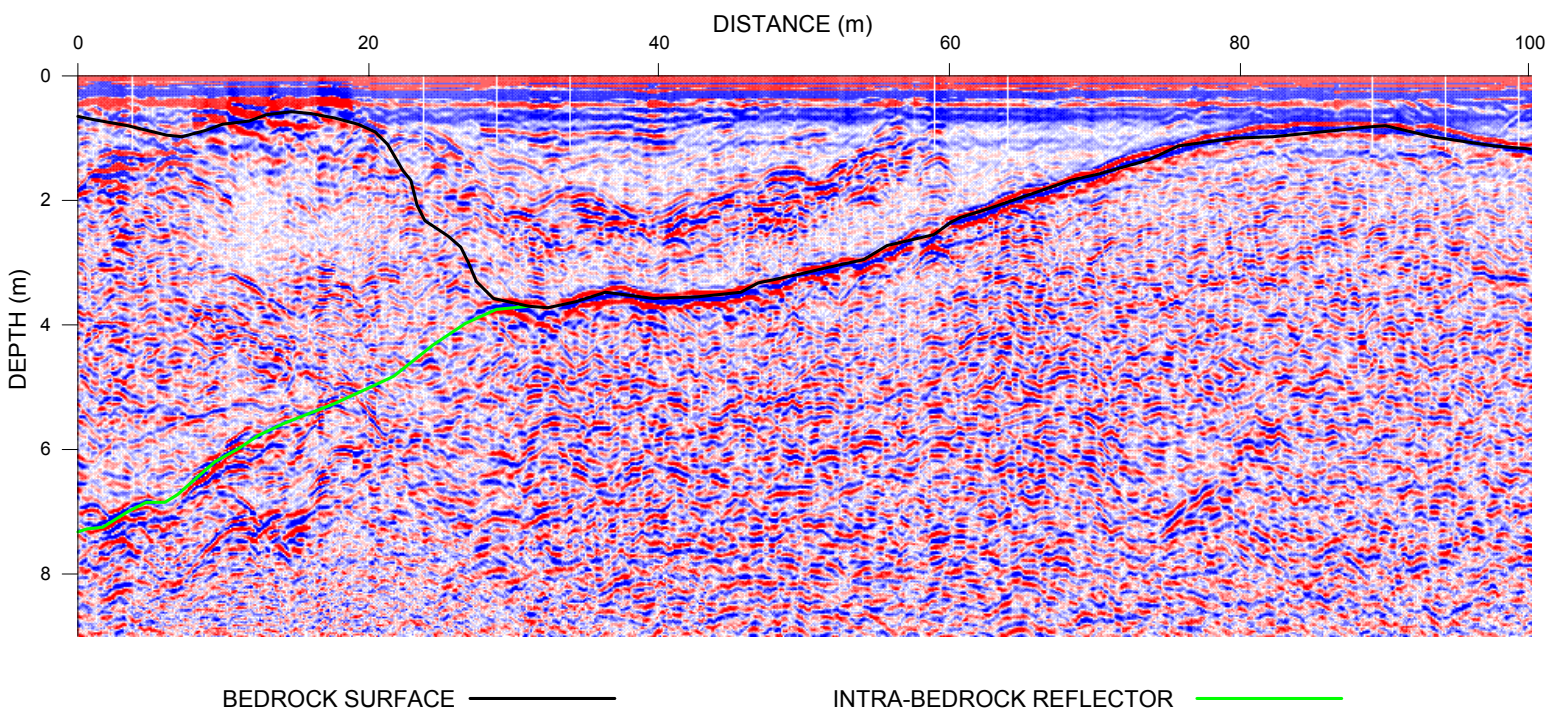 DISTANCE (m)
0 20 40 60 80 100
0
2
4
6
8
DEPTH (m)
BEDROCK SURFACE INTRA-BEDROCK REFLECTOR